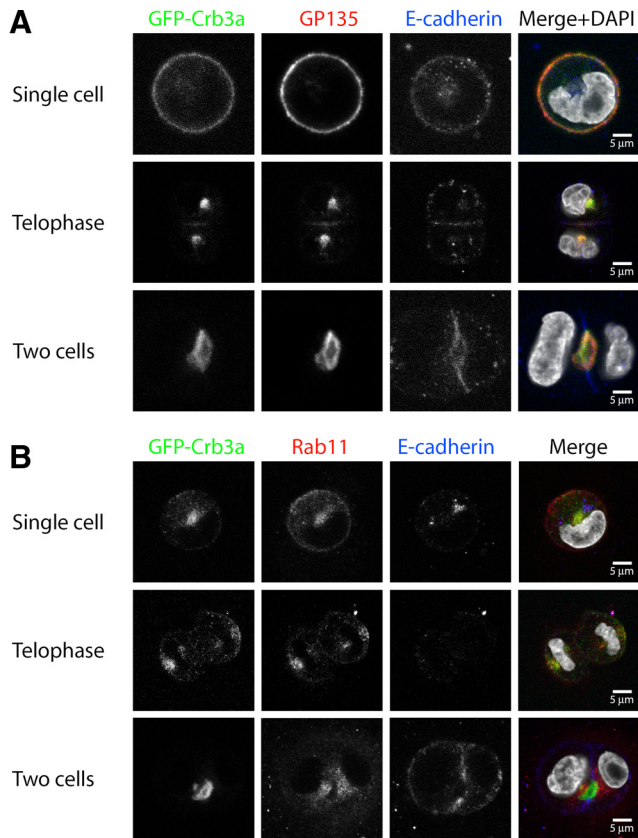 A
GFP-Crb3a GP135 E-cadherin Merge+DAPI
Single cell
5 µm
Telophase
5 µm
Two cells
5 µm
B
GFP-Crb3a Rab11 E-cadherin Merge
Single cell
5 µm
Telophase
5 µm
Two cells
5 µm